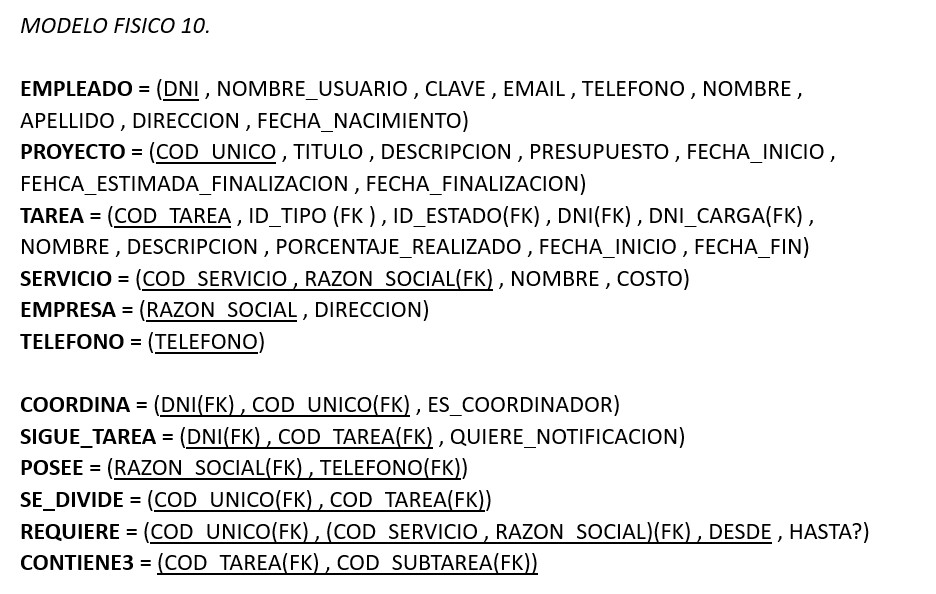 MODELO FISICO 10.
EMPLEADO = (DNI , NOMBRE_USUARIO , CLAVE , EMAIL , TELEFONO , NOMBRE ,
APELLIDO , DIRECCION , FECHA_NACIMIENTO)
PROYECTO = (COD_UNICO , TITULO , DESCRIPCION , PRESUPUESTO , FECHA_INICIO ,
FEHCA_ESTIMADA_FINALIZACION , FECHA_FINALIZACION)
TAREA = (COD_TAREA , ID_TIPO (FK ) , ID_ESTADO(FK) , DNI(FK) , DNI_CARGA(FK) ,
NOMBRE , DESCRIPCION , PORCENTAJE_REALIZADO , FECHA_INICIO , FECHA_FIN)
SERVICIO = (COD_SERVICIO , RAZON_SOCIAL(FK) , NOMBRE , COSTO)
EMPRESA = (RAZON_SOCIAL , DIRECCION)
TELEFONO = (TELEFONO)
COORDINA = (DNI(FK) , COD_UNICO(FK) , ES_COORDINADOR)
SIGUE_TAREA = (DNI(FK) , COD_TAREA(FK) , QUIERE_NOTIFICACION)
POSEE = (RAZON_SOCIAL(FK) , TELEFONO(FK))
SE_DIVIDE = (COD_UNICO(FK) , COD_TAREA(FK))
REQUIERE = (COD_UNICO(FK) , (COD_SERVICIO , RAZON_SOCIAL)(FK) , DESDE , HASTA?)
CONTIENE3 = (COD_TAREA(FK) , COD_SUBTAREA(FK))